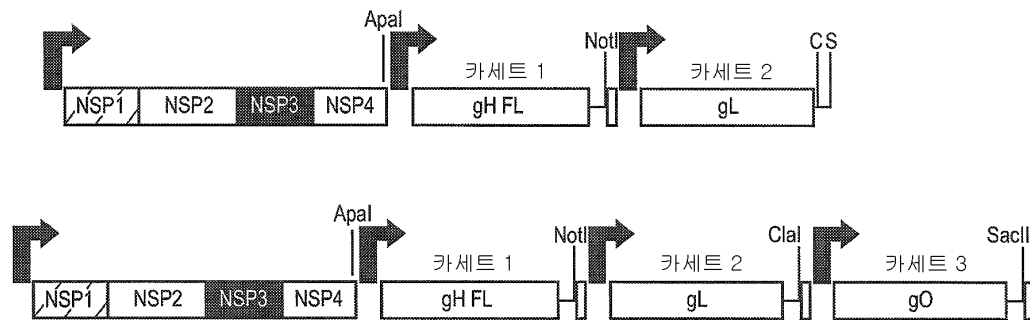 ApaI
NotI
CS
카세트 1
카세트 2
NSP1 NSP2 NSP3 NSP4 gH FL gL
ApaI
NotI
ClaI
SacII
카세트 1
카세트 2
카세트 3
NSP1 NSP2 NSP3 NSP4 gH FL gL gO